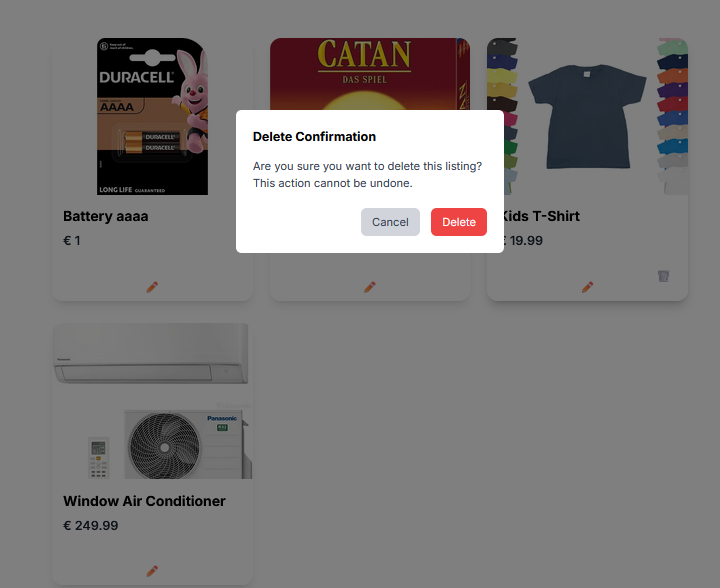 DURACELL
AAAA
DURACELL
DURACELL
LONG LIFE GUARANTEED
CATAN
DAS SPIEL
Delete Confirmation
Are you sure you want to delete this listing?
This action cannot be undone.
Cancel
Delete
Battery aaaa
€ 1
Kids T-Shirt
€ 19.99
Panasonic
Window Air Conditioner
€ 249.99